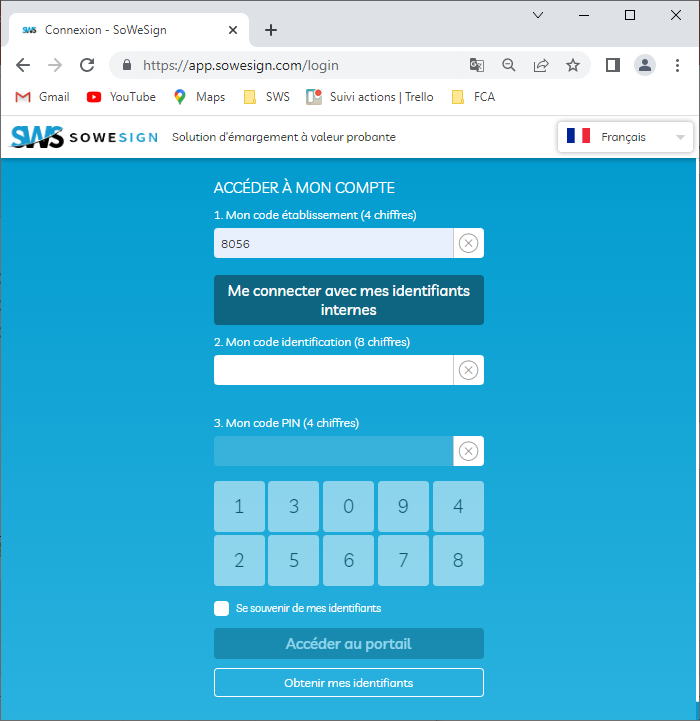 SWS Connexion - SoWeSign
https://app.sowesign.com/login
Gmail YouTube Maps SWS Suivi actions | Trello FCA
SWS SOWESIGN Solution d'émargement à valeur probante Français
ACCÉDER À MON COMPTE
1. Mon code établissement (4 chiffres)
8056
Me connecter avec mes identifiants
internes
2. Mon code identification (8 chiffres)
3. Mon code PIN (4 chiffres)
1 3 0 9 4
2 5 6 7 8
Se souvenir de mes identifiants
Accéder au portail
Obtenir mes identifiants